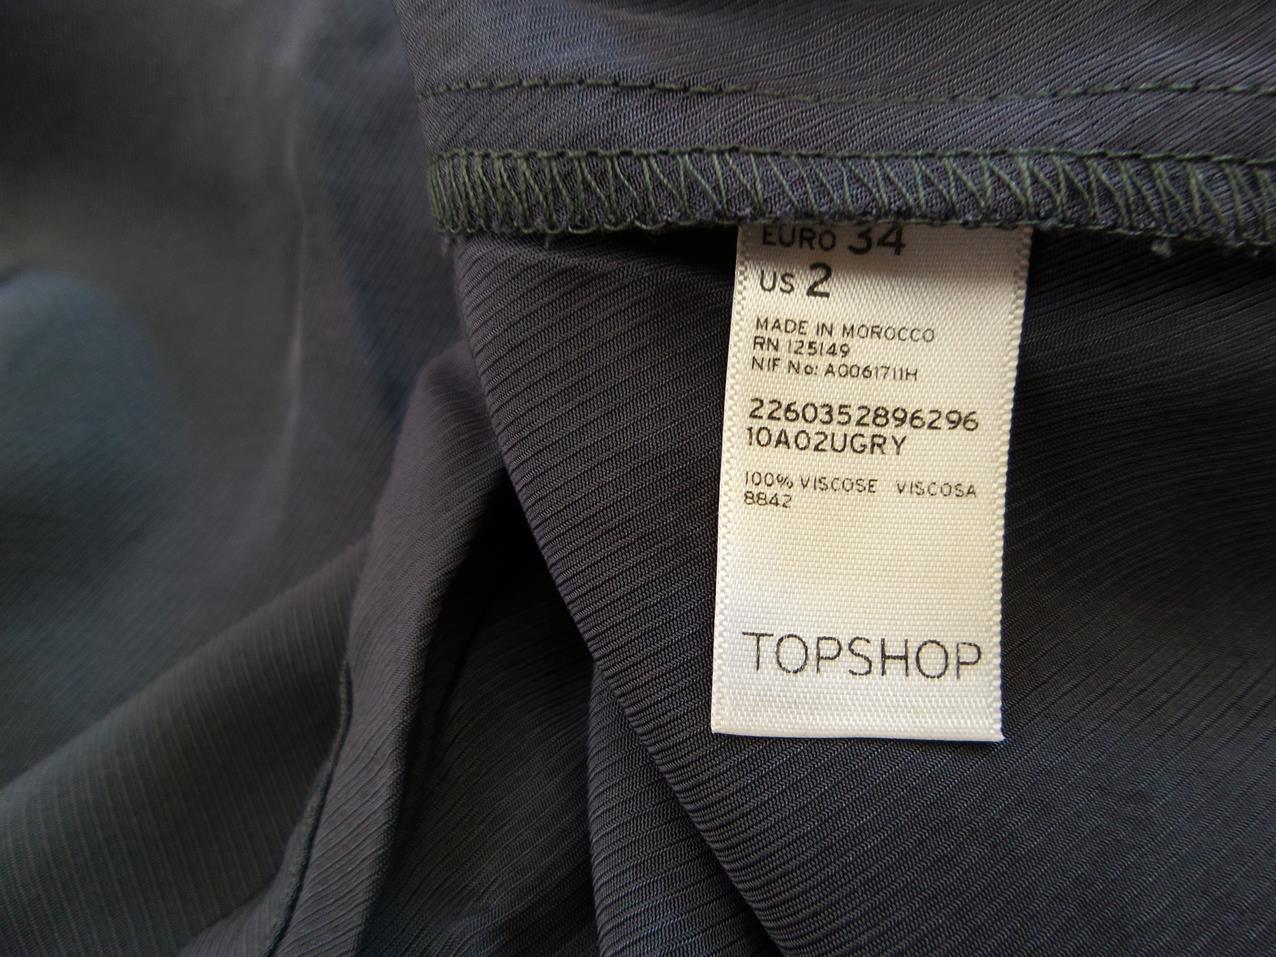 EURO 34
US 2
MADE IN MOROCCO
RN 125149
NIF No: A0061711H
2260352896296
10A02UGRY
100% VISCOSE VISCOSA
8842
TOPSHOP